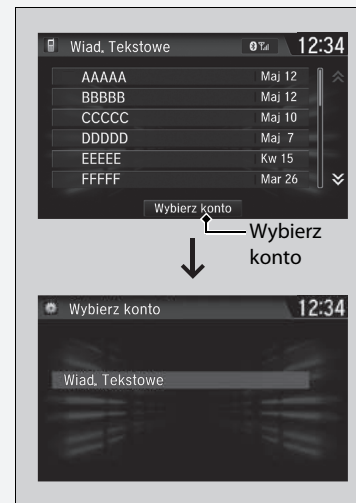 Wiad. Tekstowe 12:34
AAAAA Maj 12
BBBBB Maj 12
CCCCC Maj 10
DDDDD Maj 7
EEEEE Kw 15
FFFFF Mar 26
Wybierz konto
Wybierz
konto
Wybierz konto 12:34
Wiad. Tekstowe